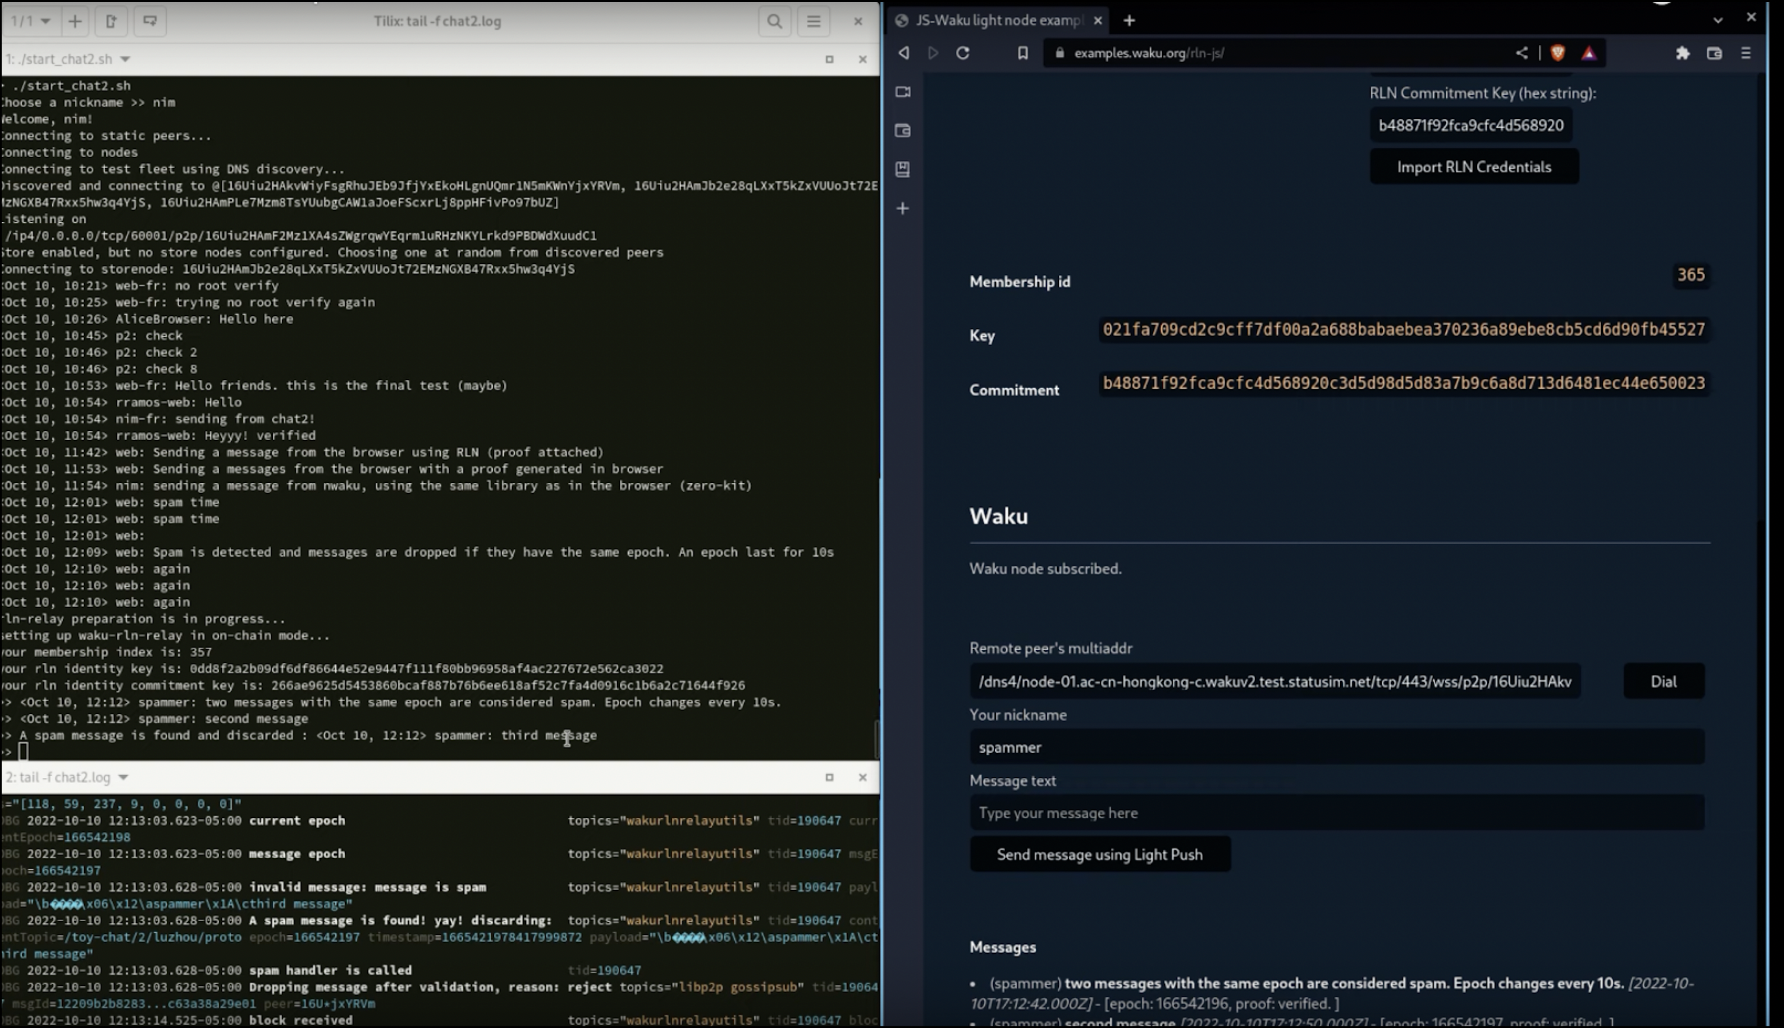 1/1
Tilix: tail -f chat2.log
1: ./start_chat2.sh
./start_chat2.sh
Choose a nickname >> nim
Welcome, nim!
Connecting to static peers...
Connecting to nodes
Connecting to test fleet using DNS discovery...
Discovered and connecting to @[16Uiu2HAkvWiyFsgRhuJEb9JfjYxEkoHLgnUQmr1N5mKWnYjxYRVm, 16Uiu2HAmJb2e28qLXxT5kZxVUUoJt72E
MzNGXB47Rxx5hw3q4YjS, 16Uiu2HAmPLe7Mzm8TsYUubgCAW1aJoeFScxrLj8ppHFivPo97bUZ]
Listening on
/ip4/0.0.0.0/tcp/60001/p2p/16Uiu2HAmF2Mz1XA4sZWgrqwYEqrm1uRHzNKYLrkd9PBDWdXuudC1
Store enabled, but no store nodes configured. Choosing one at random from discovered peers
Connecting to storenode: 16Uiu2HAmJb2e28qLXxT5kZxVUUoJt72EMzNGXB47Rxx5hw3q4YjS
<Oct 10, 10:21> web-fr: no root verify
<Oct 10, 10:25> web-fr: trying no root verify again
<Oct 10, 10:26> AliceBrowser: Hello here
<Oct 10, 10:45> p2: check
<Oct 10, 10:46> p2: check 2
<Oct 10, 10:46> p2: check 8
<Oct 10, 10:53> web-fr: Hello friends. this is the final test (maybe)
<Oct 10, 10:54> rramos-web: Hello
<Oct 10, 10:54> nim-fr: sending from chat2!
<Oct 10, 10:54> rramos-web: Heyyy! verified
<Oct 10, 11:42> web: Sending a message from the browser using RLN (proof attached)
<Oct 10, 11:53> web: Sending a messages from the browser with a proof generated in browser
<Oct 10, 11:54> nim: sending a message from nwaku, using the same library as in the browser (zero-kit)
<Oct 10, 12:01> web: spam time
<Oct 10, 12:01> web: spam time
<Oct 10, 12:01> web:
<Oct 10, 12:09> web: Spam is detected and messages are dropped if they have the same epoch. An epoch last for 10s
<Oct 10, 12:10> web: again
<Oct 10, 12:10> web: again
<Oct 10, 12:10> web: again
rln-relay preparation is in progress...
setting up waku-rln-relay in on-chain mode...
your membership index is: 357
your rln identity key is: 0dd8f2a2b09df6df86644e52e9447f111f80bb96958af4ac227672e562ca3022
your rln identity commitment key is: 266ae9625d5453860bcaf887b76b6ee618af52c7fa4d0916c1b6a2c71644f926
>> <Oct 10, 12:12> spammer: two messages with the same epoch are considered spam. Epoch changes every 10s.
>> <Oct 10, 12:12> spammer: second message
>> A spam message is found and discarded : <Oct 10, 12:12> spammer: third message
>>
2: tail -f chat2.log
="[118, 59, 237, 9, 0, 0, 0, 0]"
DBG 2022-10-10 12:13:03.623-05:00 current epoch topics="wakurlnrelayutils" tid=190647 curr
entEpoch=166542198
DBG 2022-10-10 12:13:03.623-05:00 message epoch topics="wakurlnrelayutils" tid=190647 msgE
poch=166542197
DBG 2022-10-10 12:13:03.628-05:00 invalid message: message is spam topics="wakurlnrelayutils" tid=190647 payl
oad="\b����\x06\x12\aspammer\x1A\cthird message"
DBG 2022-10-10 12:13:03.628-05:00 A spam message is found! yay! discarding: topics="wakurlnrelayutils" tid=190647 cont
entTopic=/toy-chat/2/luzhou/proto epoch=166542197 timestamp=1665421978417999872 payload="\b����\x06\x12\aspammer\x1A\ct
hird message"
DBG 2022-10-10 12:13:03.628-05:00 spam handler is called tid=190647
DBG 2022-10-10 12:13:03.628-05:00 Dropping message after validation, reason: reject topics="libp2p gossipsub" tid=19064
7 msgId=12209b2b8283...c63a38a29e01 peer=16U*jxYRVm
DBG 2022-10-10 12:13:14.525-05:00 block received topics="wakurlnrelayutils" tid=190647 bloc
JS-Waku light node examp
examples.waku.org/rln-js/
RLN Commitment Key (hex string):
b48871f92fca9cfc4d568920
Import RLN Credentials
Membership id 365
Key 021fa709cd2c9cff7df00a2a688babaebea370236a89ebe8cb5cd6d90fb45527
Commitment b48871f92fca9cfc4d568920c3d5d98d5d83a7b9c6a8d713d6481ec44e650023
Waku
Waku node subscribed.
Remote peer's multiaddr
/dns4/node-01.ac-cn-hongkong-c.wakuv2.test.statusim.net/tcp/443/wss/p2p/16Uiu2HAkv
Dial
Your nickname
spammer
Message text
Type your message here
Send message using Light Push
Messages
• (spammer) two messages with the same epoch are considered spam. Epoch changes every 10s. [2022-10-
10T17:12:42.000Z] - [epoch: 166542196, proof: verified. ]
• (spammer) second message [2022-10-10T17:12:50.000Z] - [epoch: 166542197, proof: verified. ]